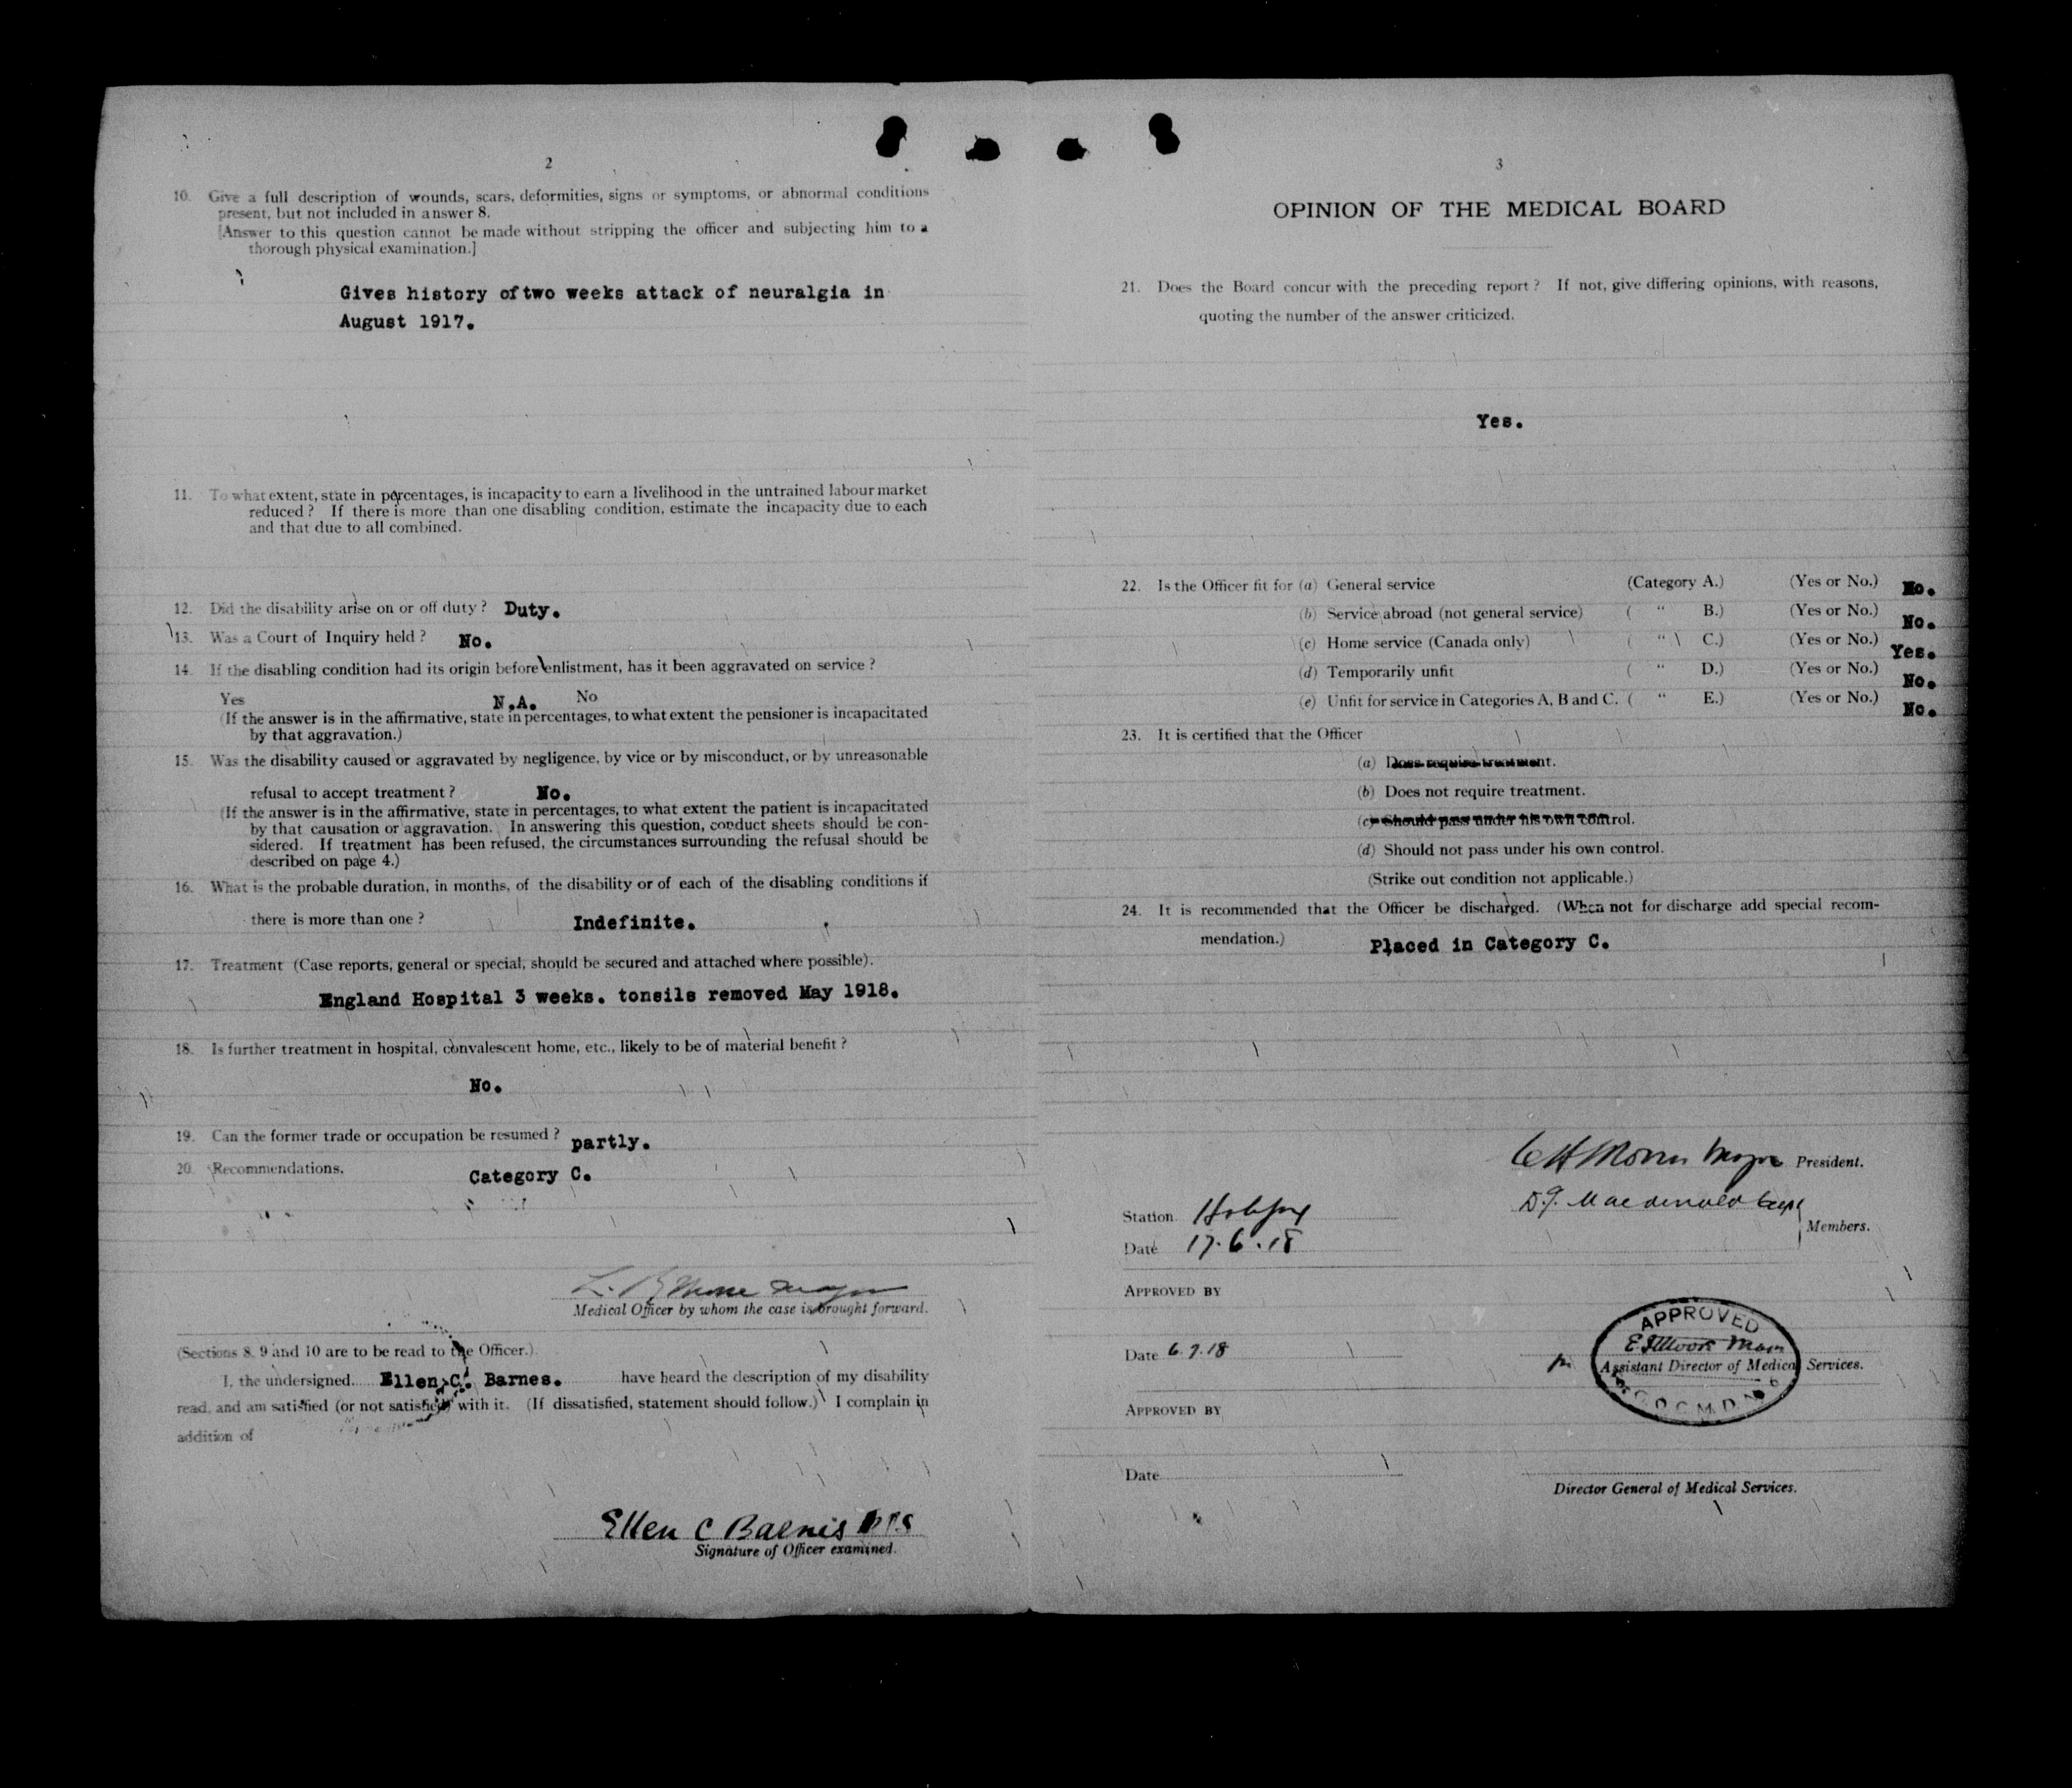 2
10. Give a full description of wounds, scars, deformities, signs or symptoms, or abnormal conditions
present, but not included in answer 8.
[Answer to this question cannot be made without stripping the officer and subjecting him to a
thorough physical examination.]
Gives history of two weeks attack of neuralgia in
August 1917.
11. To what extent, state in percentages, is incapacity to earn a livelihood in the untrained labour market
reduced? If there is more than one disabling condition, estimate the incapacity due to each
and that due to all combined.
12. Did the disability arise on or off duty? Duty.
13. Was a Court of Inquiry held? No.
14. If the disabling condition had its origin before enlistment, has it been aggravated on service?
Yes N.A. No
(If the answer is in the affirmative, state in percentages, to what extent the pensioner is incapacitated
by that aggravation.)
15. Was the disability caused or aggravated by negligence, by vice or by misconduct, or by unreasonable
refusal to accept treatment? No.
(If the answer is in the affirmative, state in percentages, to what extent the patient is incapacitated
by that causation or aggravation. In answering this question, conduct sheets should be con-
sidered. If treatment has been refused, the circumstances surrounding the refusal should be
described on page 4.)
16. What is the probable duration, in months, of the disability or of each of the disabling conditions if
there is more than one? Indefinite.
17. Treatment (Case reports, general or special, should be secured and attached where possible).
England Hospital 3 weeks. tonsils removed May 1918.
18. Is further treatment in hospital, convalescent home, etc., likely to be of material benefit?
No.
19. Can the former trade or occupation be resumed? partly.
20. Recommendations. Category C.
Medical Officer by whom the case is brought forward.
(Sections 8, 9 and 10 are to be read to the Officer.)
I, the undersigned Ellen C. Barnes. have heard the description of my disability
read, and am satisfied (or not satisfied) with it. (If dissatisfied, statement should follow.) I complain in
addition of
Ellen C Barnes
Signature of Officer examined.
3
OPINION OF THE MEDICAL BOARD
21. Does the Board concur with the preceding report? If not, give differing opinions, with reasons,
quoting the number of the answer criticized.
Yes.
22. Is the Officer fit for (a) General service (Category A.) (Yes or No.) No.
(b) Service abroad (not general service) ( " B.) (Yes or No.) No.
(c) Home service (Canada only) ( " C.) (Yes or No.) Yes.
(d) Temporarily unfit ( " D.) (Yes or No.) No.
(e) Unfit for service in Categories A, B and C. ( " E.) (Yes or No.) No.
23. It is certified that the Officer
(a) Does require treatment.
(b) Does not require treatment.
(c) Should pass under his own control.
(d) Should not pass under his own control.
(Strike out condition not applicable.)
24. It is recommended that the Officer be discharged. (When not for discharge add special recom-
mendation.) Placed in Category C.
President.
D.J. Macdonald Capt
Members.
Station Halifax
Date 17.6.18
APPROVED BY
Date 6.7.18
APPROVED
Assistant Director of Medical Services.
APPROVED BY
Date
Director General of Medical Services.